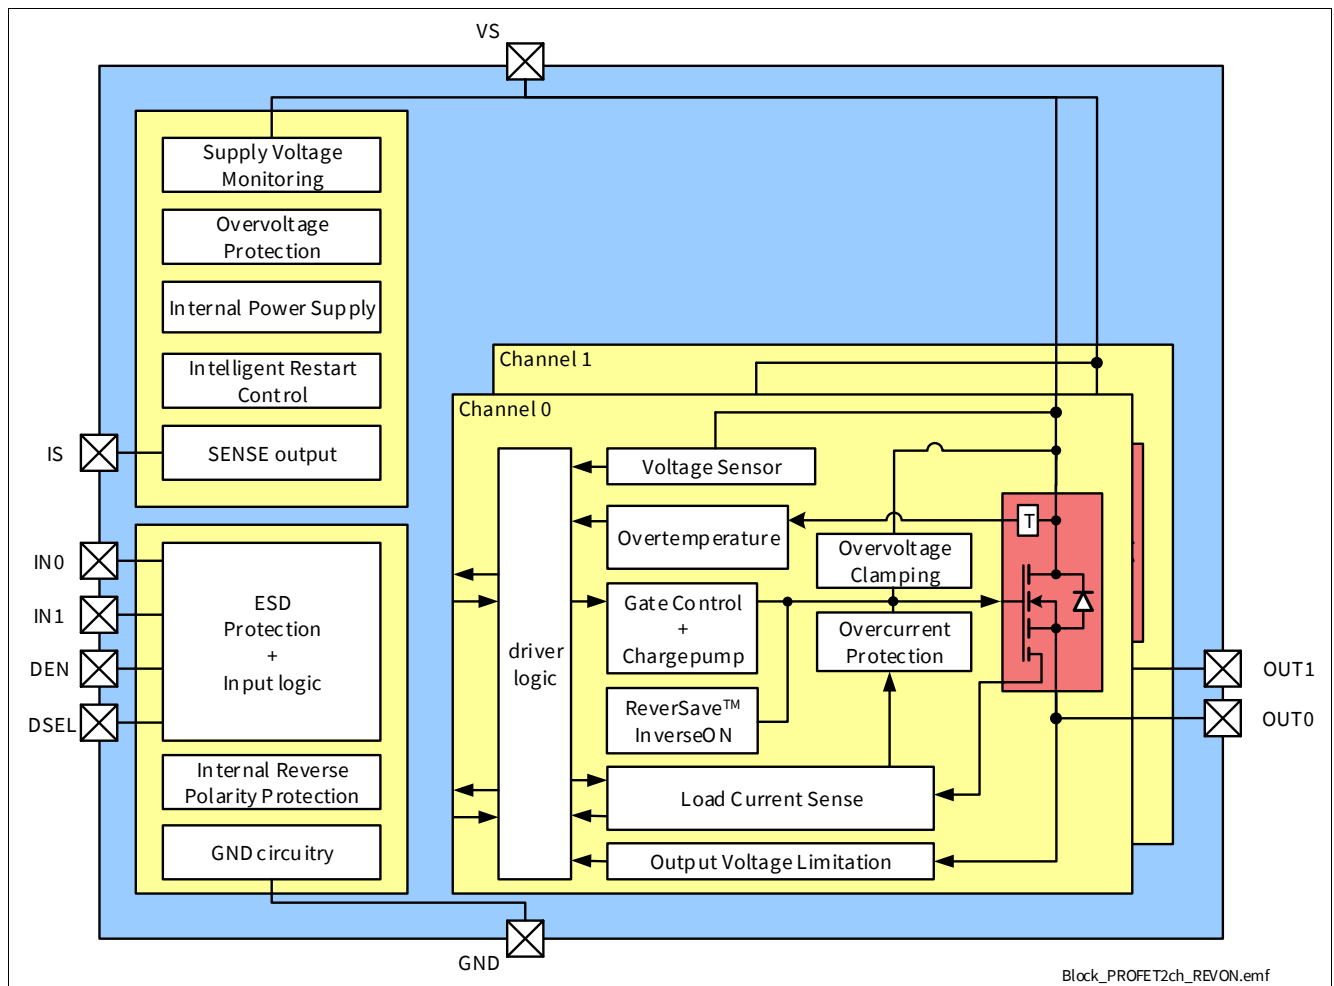 VS
Supply Voltage
Monitoring
Overvoltage
Protection
Internal Power Supply
Intelligent Restart
Control
SENSE output
IS
IN0
IN1
DEN
DSEL
ESD
Protection
+
Input logic
Internal Reverse
Polarity Protection
GND circuitry
GND
Channel 1
Channel 0
driver
logic
Voltage Sensor
Overtemperature
T
Overvoltage
Clamping
Gate Control
+
Chargepump
Overcurrent
Protection
ReverSave™
InverseON
Load Current Sense
Output Voltage Limitation
OUT1
OUT0
Block_PROFET2ch_REVON.emf